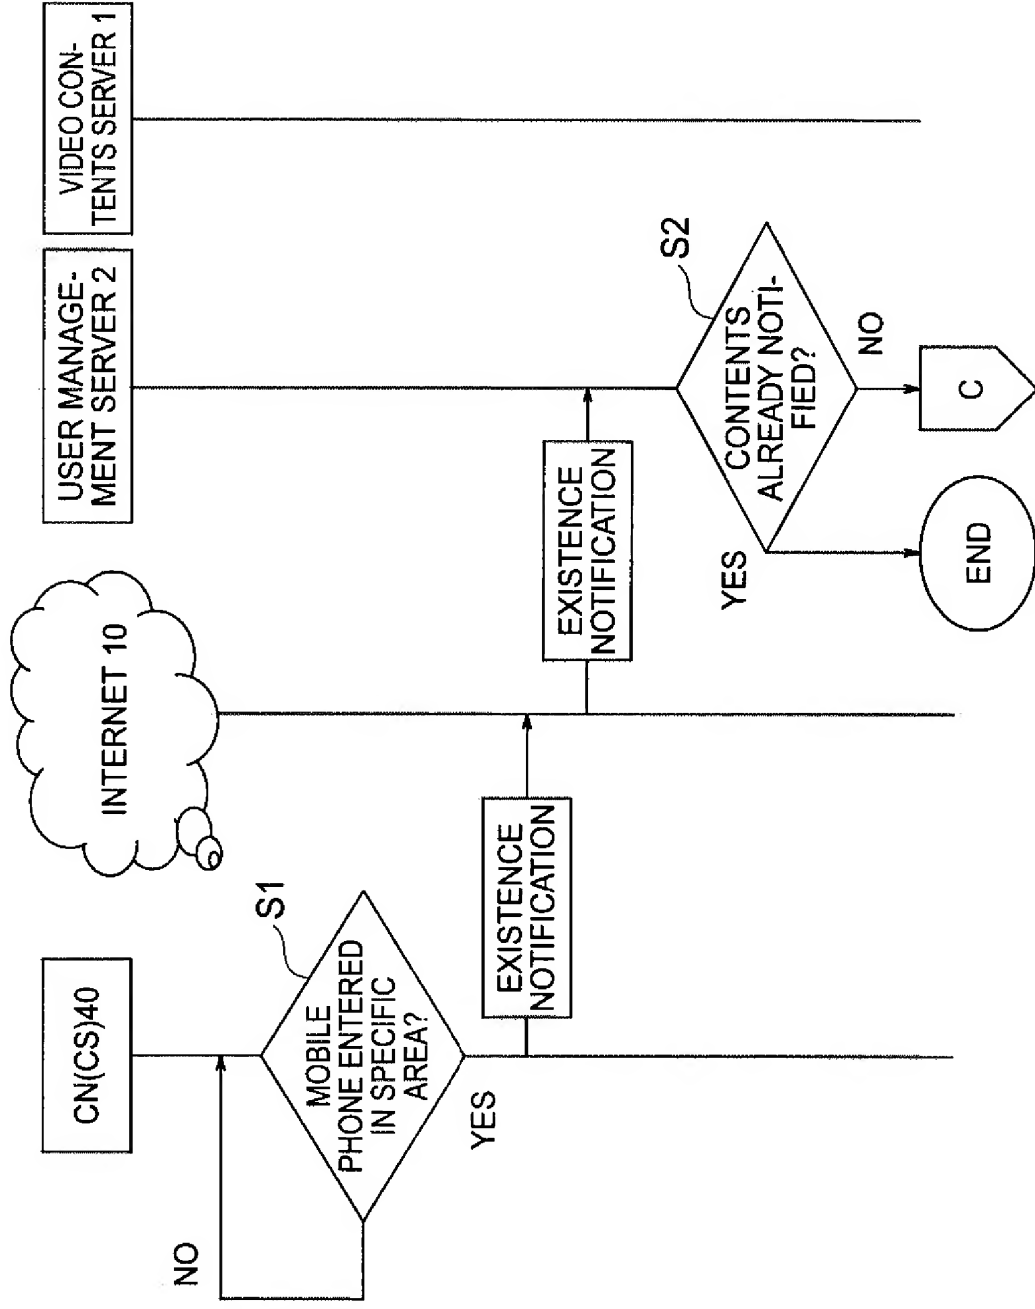 CN(CS)40
INTERNET 10
USER MANAGE-
MENT SERVER 2
VIDEO CON-
TENTS SERVER 1
NO
S1
MOBILE
PHONE ENTERED
IN SPECIFIC
AREA?
YES
EXISTENCE
NOTIFICATION
EXISTENCE
NOTIFICATION
S2
CONTENTS
ALREADY NOTI-
FIED?
YES
NO
END
C